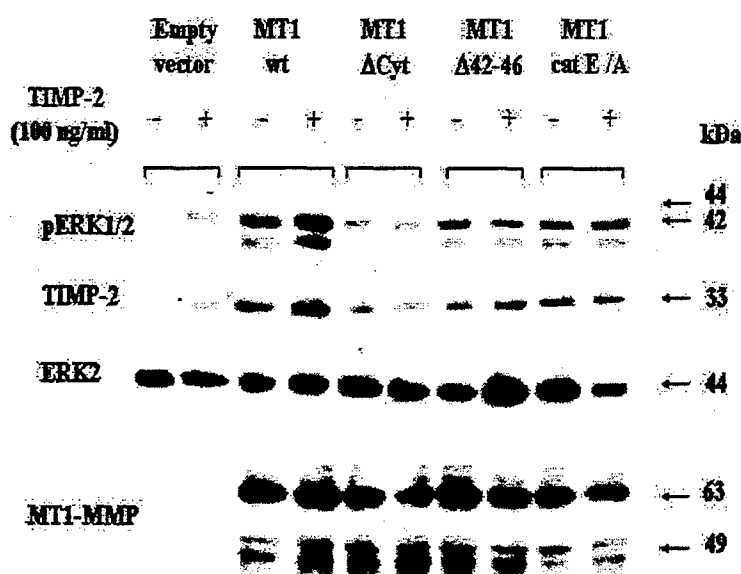 Empty vector MT1 wt MT1 ΔCyt MT1 Δ42-46 MT1 cat E/A
TIMP-2 (100 ng/ml) - + - + - + - + - +
kDa
44
pERK1/2 42
TIMP-2 33
ERK2 44
MT1-MMP 63
49